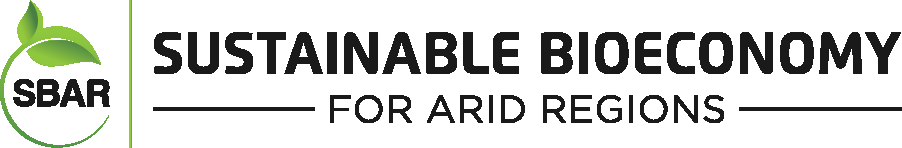 SBAR
SUSTAINABLE BIOECONOMY
FOR ARID REGIONS